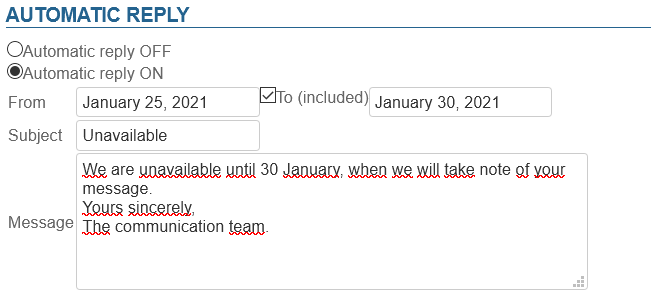 AUTOMATIC REPLY
Automatic reply OFF
Automatic reply ON
From January 25, 2021 To (included) January 30, 2021
Subject Unavailable
Message
We are unavailable until 30 January, when we will take note of your
message.
Yours sincerely,
The communication team.